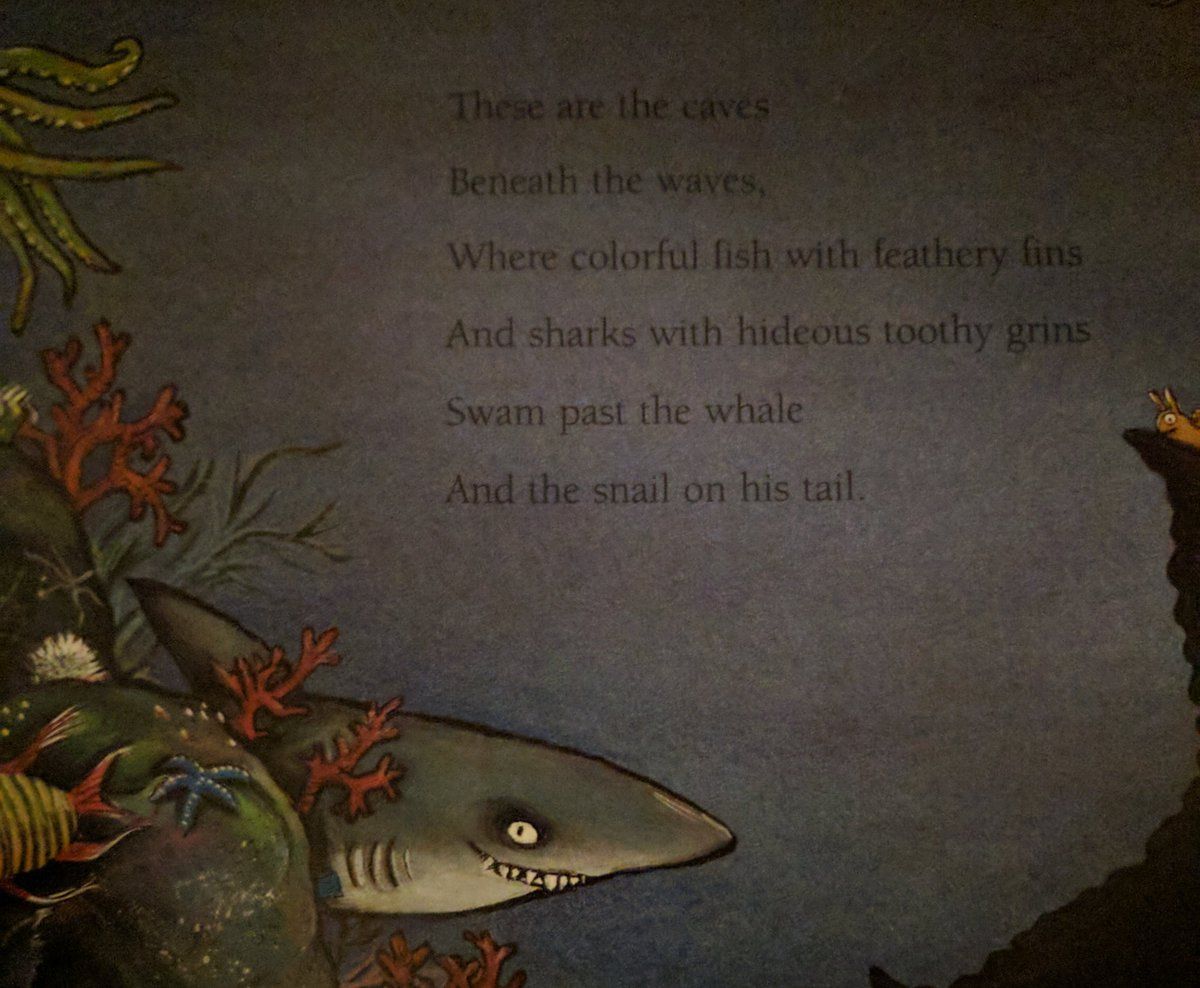 These are the caves
Beneath the waves,
Where colorful fish with feathery fins
And sharks with hideous toothy grins
Swam past the whale
And the snail on his tail.